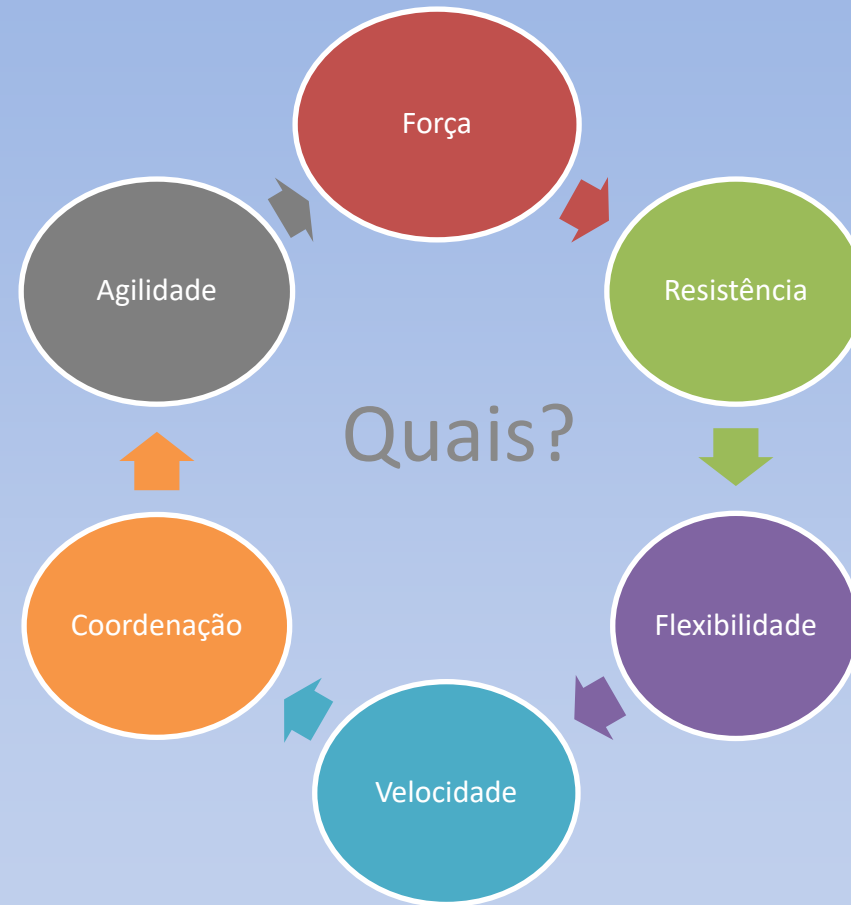 Força
Agilidade
Resistência
Quais?
Coordenação
Flexibilidade
Velocidade